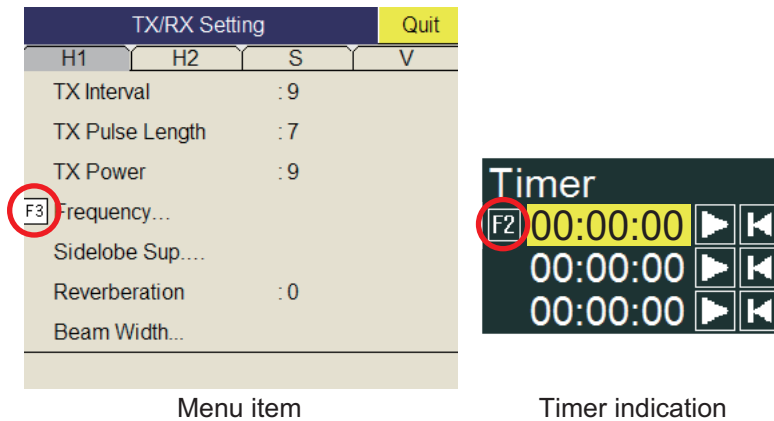 TX/RX Setting Quit
H1 H2 S V
TX Interval : 9
TX Pulse Length : 7
TX Power : 9
F3 Frequency...
Sidelobe Sup....
Reverberation : 0
Beam Width...
Menu item
Timer
F2 00:00:00
00:00:00
00:00:00
Timer indication